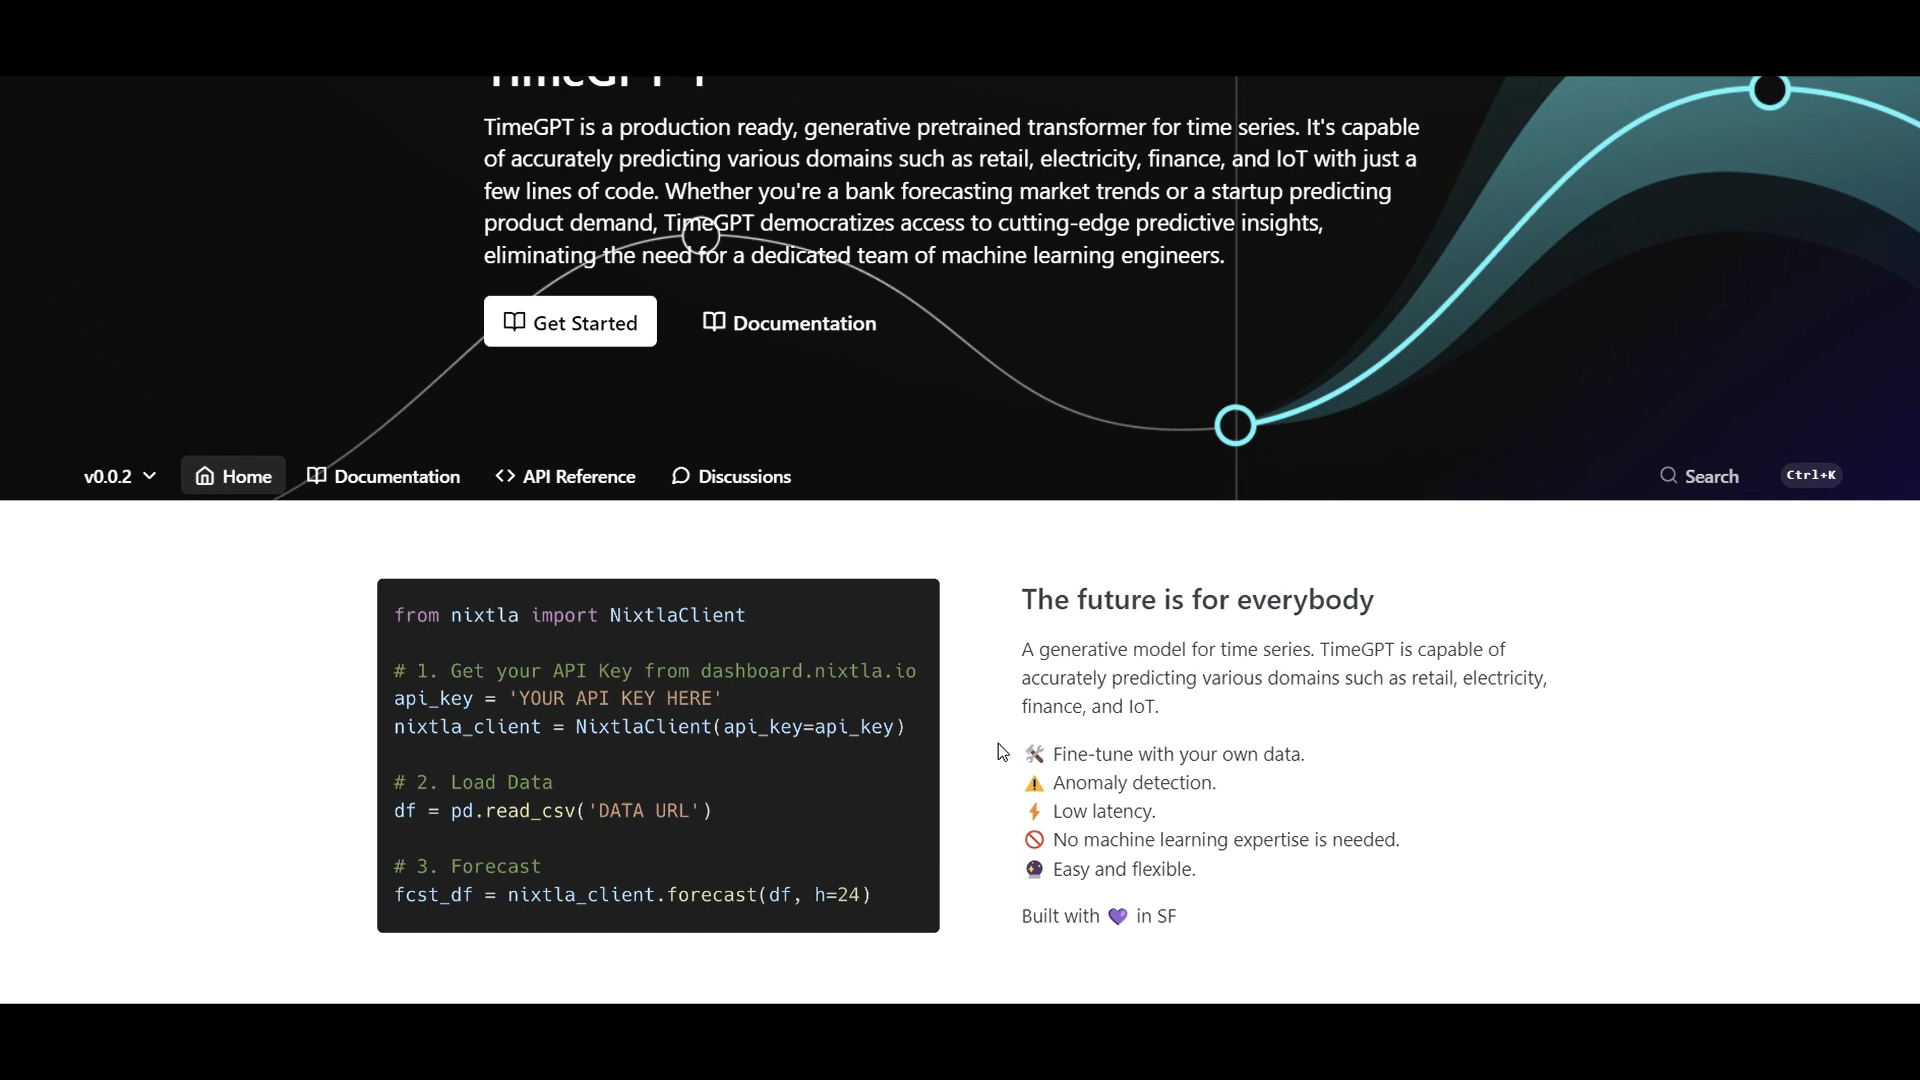 TimeGPT is a production ready, generative pretrained transformer for time series. It's capable
of accurately predicting various domains such as retail, electricity, finance, and IoT with just a
few lines of code. Whether you're a bank forecasting market trends or a startup predicting
product demand, TimeGPT democratizes access to cutting-edge predictive insights,
eliminating the need for a dedicated team of machine learning engineers.
Get Started
Documentation
v0.0.2
Home
Documentation
API Reference
Discussions
Search
Ctrl+K
from nixtla import NixtlaClient
# 1. Get your API Key from dashboard.nixtla.io
api_key = 'YOUR API KEY HERE'
nixtla_client = NixtlaClient(api_key=api_key)
# 2. Load Data
df = pd.read_csv('DATA URL')
# 3. Forecast
fcst_df = nixtla_client.forecast(df, h=24)
The future is for everybody
A generative model for time series. TimeGPT is capable of
accurately predicting various domains such as retail, electricity,
finance, and IoT.
🛠️ Fine-tune with your own data.
⚠️ Anomaly detection.
⚡ Low latency.
🚫 No machine learning expertise is needed.
🔮 Easy and flexible.
Built with 💜 in SF